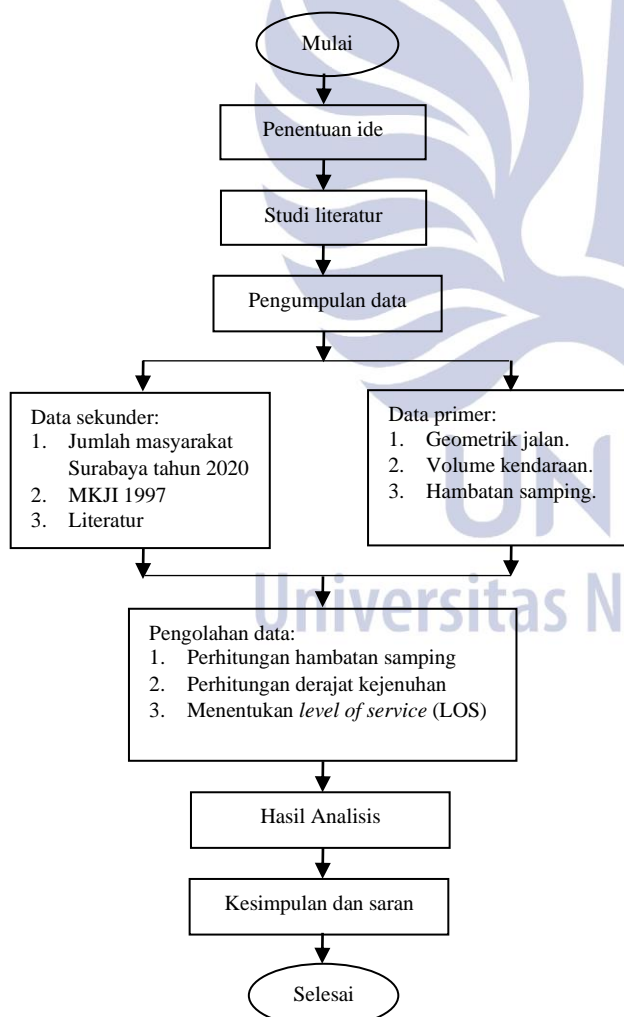 Mulai
Penentuan ide
Studi literatur
Pengumpulan data
Data sekunder:
1. Jumlah masyarakat
Surabaya tahun 2020
2. MKJI 1997
3. Literatur
Data primer:
1. Geometrik jalan.
2. Volume kendaraan.
3. Hambatan samping.
UN
Universitas N
Pengolahan data:
1. Perhitungan hambatan samping
2. Perhitungan derajat kejenuhan
3. Menentukan level of service (LOS)
Hasil Analisis
Kesimpulan dan saran
Selesai